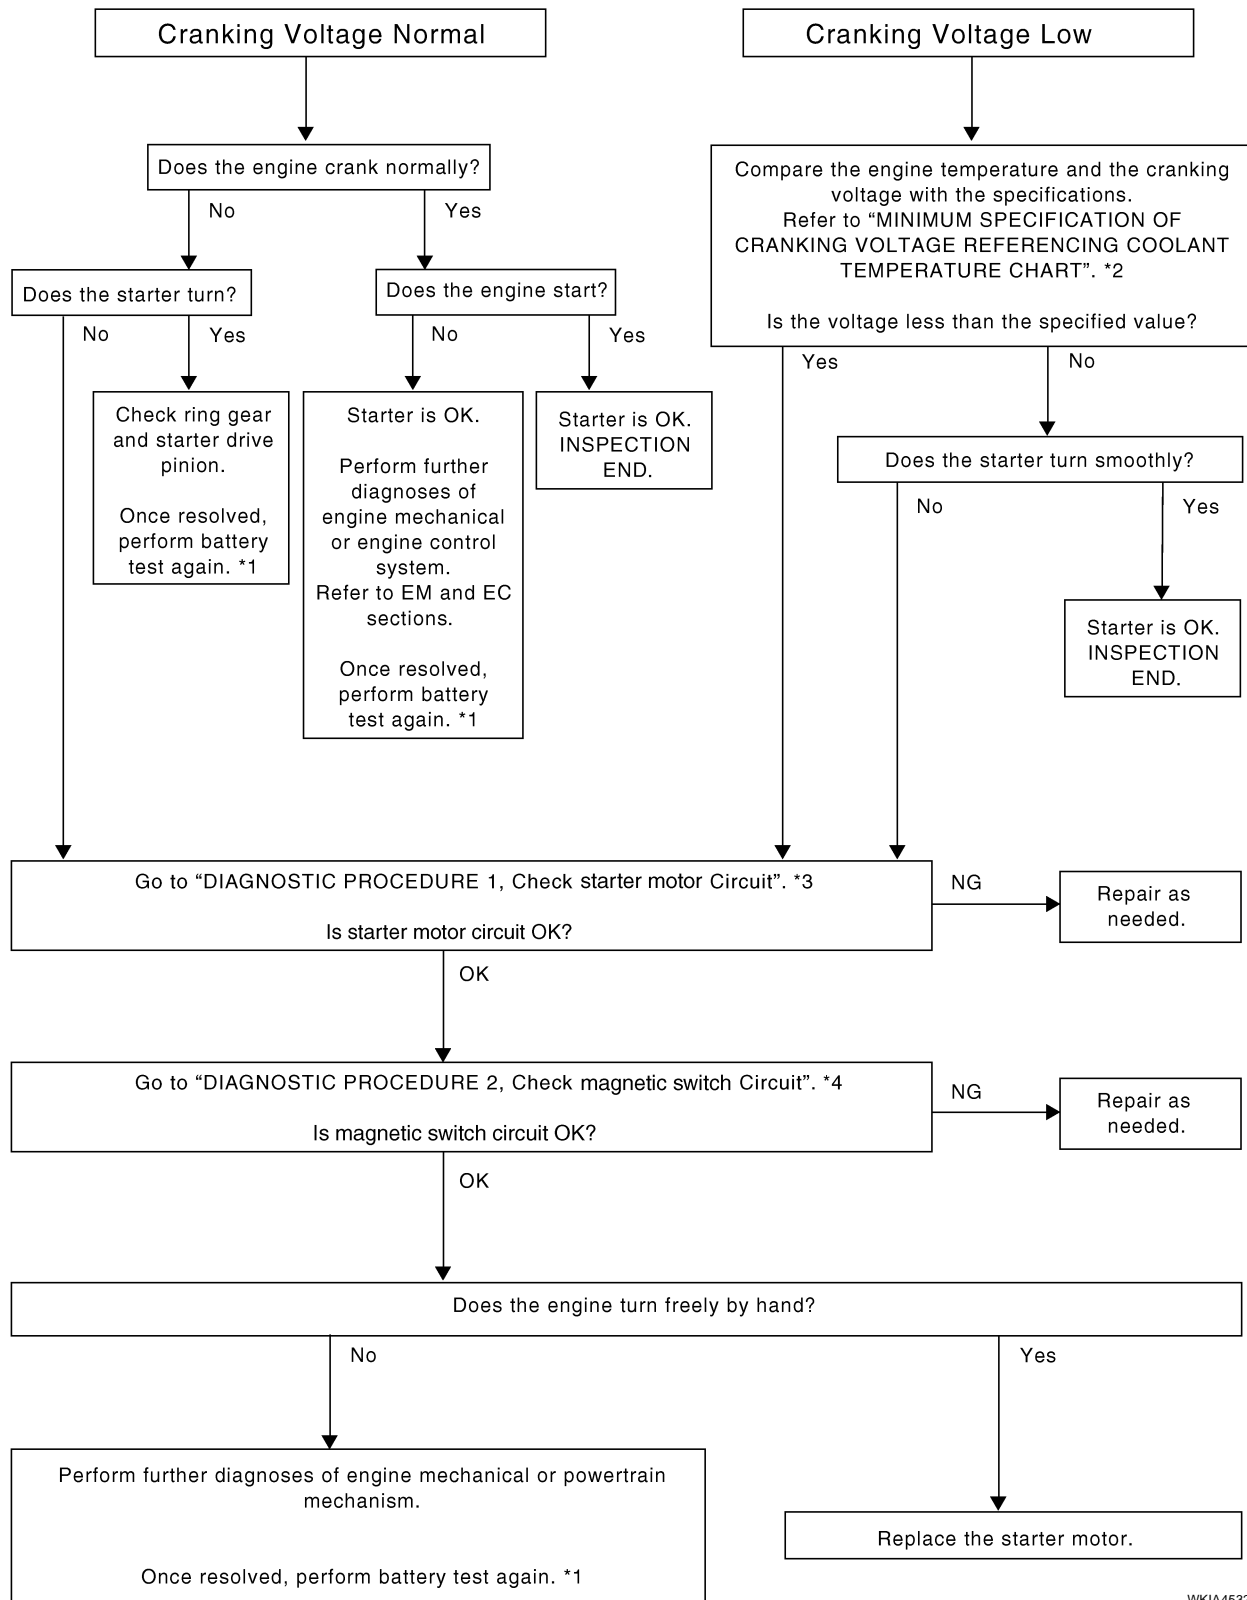 Cranking Voltage Normal
Cranking Voltage Low
Does the engine crank normally?
No
Yes
Does the starter turn?
No
Yes
Check ring gear
and starter drive
pinion.
Once resolved,
perform battery
test again. *1
Does the engine start?
No
Yes
Starter is OK.
Perform further
diagnoses of
engine mechanical
or engine control
system.
Refer to EM and EC
sections.
Once resolved,
perform battery
test again. *1
Starter is OK.
INSPECTION
END.
Compare the engine temperature and the cranking
voltage with the specifications.
Refer to “MINIMUM SPECIFICATION OF
CRANKING VOLTAGE REFERENCING COOLANT
TEMPERATURE CHART”. *2
Is the voltage less than the specified value?
Yes
No
Does the starter turn smoothly?
No
Yes
Starter is OK.
INSPECTION
END.
Go to “DIAGNOSTIC PROCEDURE 1, Check starter motor Circuit”. *3
Is starter motor circuit OK?
NG
Repair as
needed.
OK
Go to “DIAGNOSTIC PROCEDURE 2, Check magnetic switch Circuit”. *4
Is magnetic switch circuit OK?
NG
Repair as
needed.
OK
Does the engine turn freely by hand?
No
Yes
Perform further diagnoses of engine mechanical or powertrain
mechanism.
Once resolved, perform battery test again. *1
Replace the starter motor.